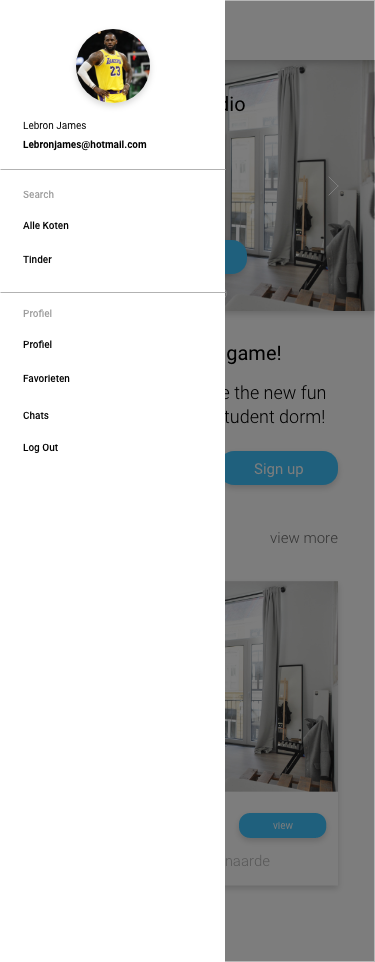 LAKERS
23
Lebron James
Lebronjames@hotmail.com
Search
Alle Koten
Tinder
Profiel
Profiel
Favorieten
Chats
Log Out
dio
game!
e the new fun
tudent dorm!
Sign up
view more
view
naarde